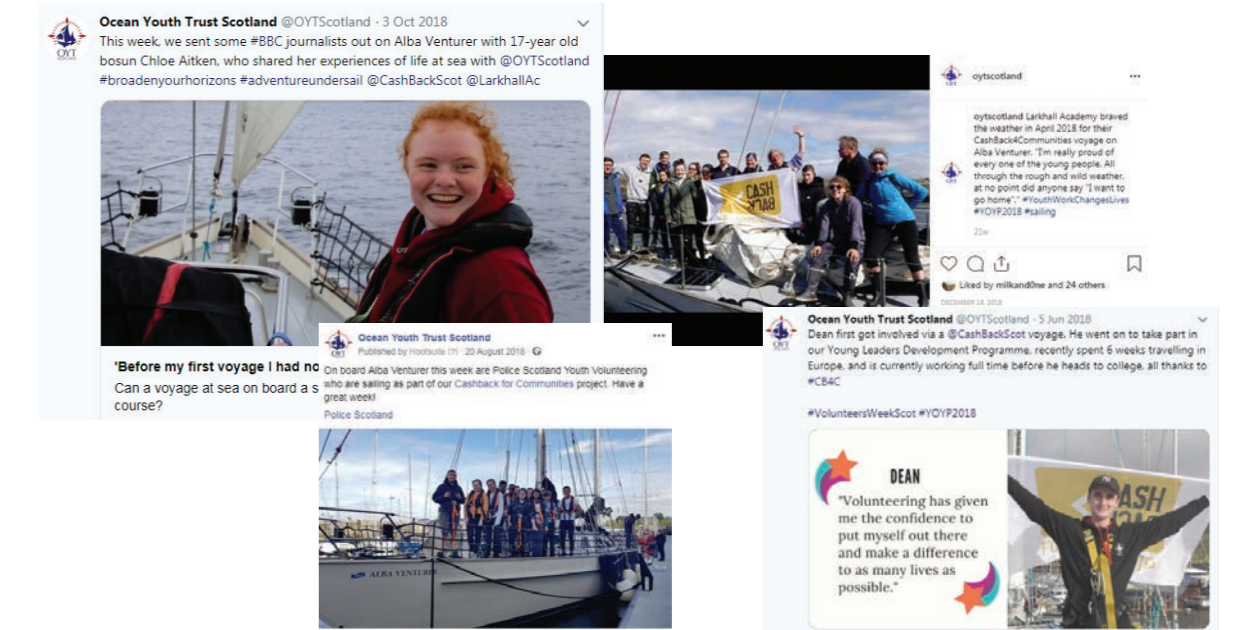 Ocean Youth Trust Scotland @OYTScotland · 3 Oct 2018
This week, we sent some #BBC journalists out on Alba Venturer with 17-year old
bosun Chloe Aitken, who shared her experiences of life at sea with @OYTScotland
#broadenyourhorizons #adventureundersail @CashBackScot @LarkhallAc
OYT
'Before my first voyage I had no
Can a voyage at sea on board a s
course?
oytscotland
oytscotland Larkhall Academy braved
the weather in April 2018 for their
CashBack4Communities voyage on
Alba Venturer. "I'm really proud of
every one of the young people. All
through the rough and wild weather,
at no point did anyone say "I want to
go home"." #YouthWorkChangesLives
#YOYP2018 #sailing
21w
Liked by milkand0ne and 24 others
DECEMBER 18, 2018
CASH
BACK
Ocean Youth Trust Scotland
Published by Hootsuite [?] · 20 August 2018 ·
On board Alba Venturer this week are Police Scotland Youth Volunteering
who are sailing as part of our Cashback for Communities project. Have a
great week!
Police Scotland
ALBA VENTURER
Ocean Youth Trust Scotland @OYTScotland · 5 Jun 2018
Dean first got involved via a @CashBackScot voyage. He went on to take part in
our Young Leaders Development Programme, recently spent 6 weeks travelling in
Europe, and is currently working full time before he heads to college, all thanks to
#CB4C
#VolunteersWeekScot #YOYP2018
DEAN
"Volunteering has given
me the confidence to
put myself out there
and make a difference
to as many lives as
possible."